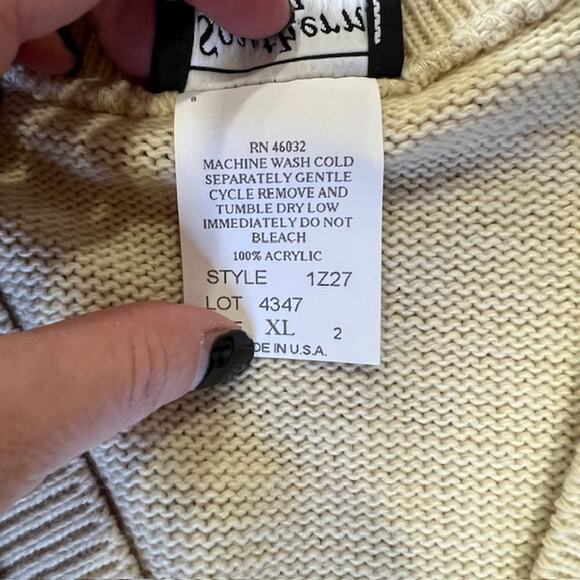 8
RN 46032
MACHINE WASH COLD
SEPARATELY GENTLE
CYCLE REMOVE AND
TUMBLE DRY LOW
IMMEDIATELY DO NOT
BLEACH
100% ACRYLIC
STYLE 1Z27
LOT 4347
XL 2
IN U.S.A.